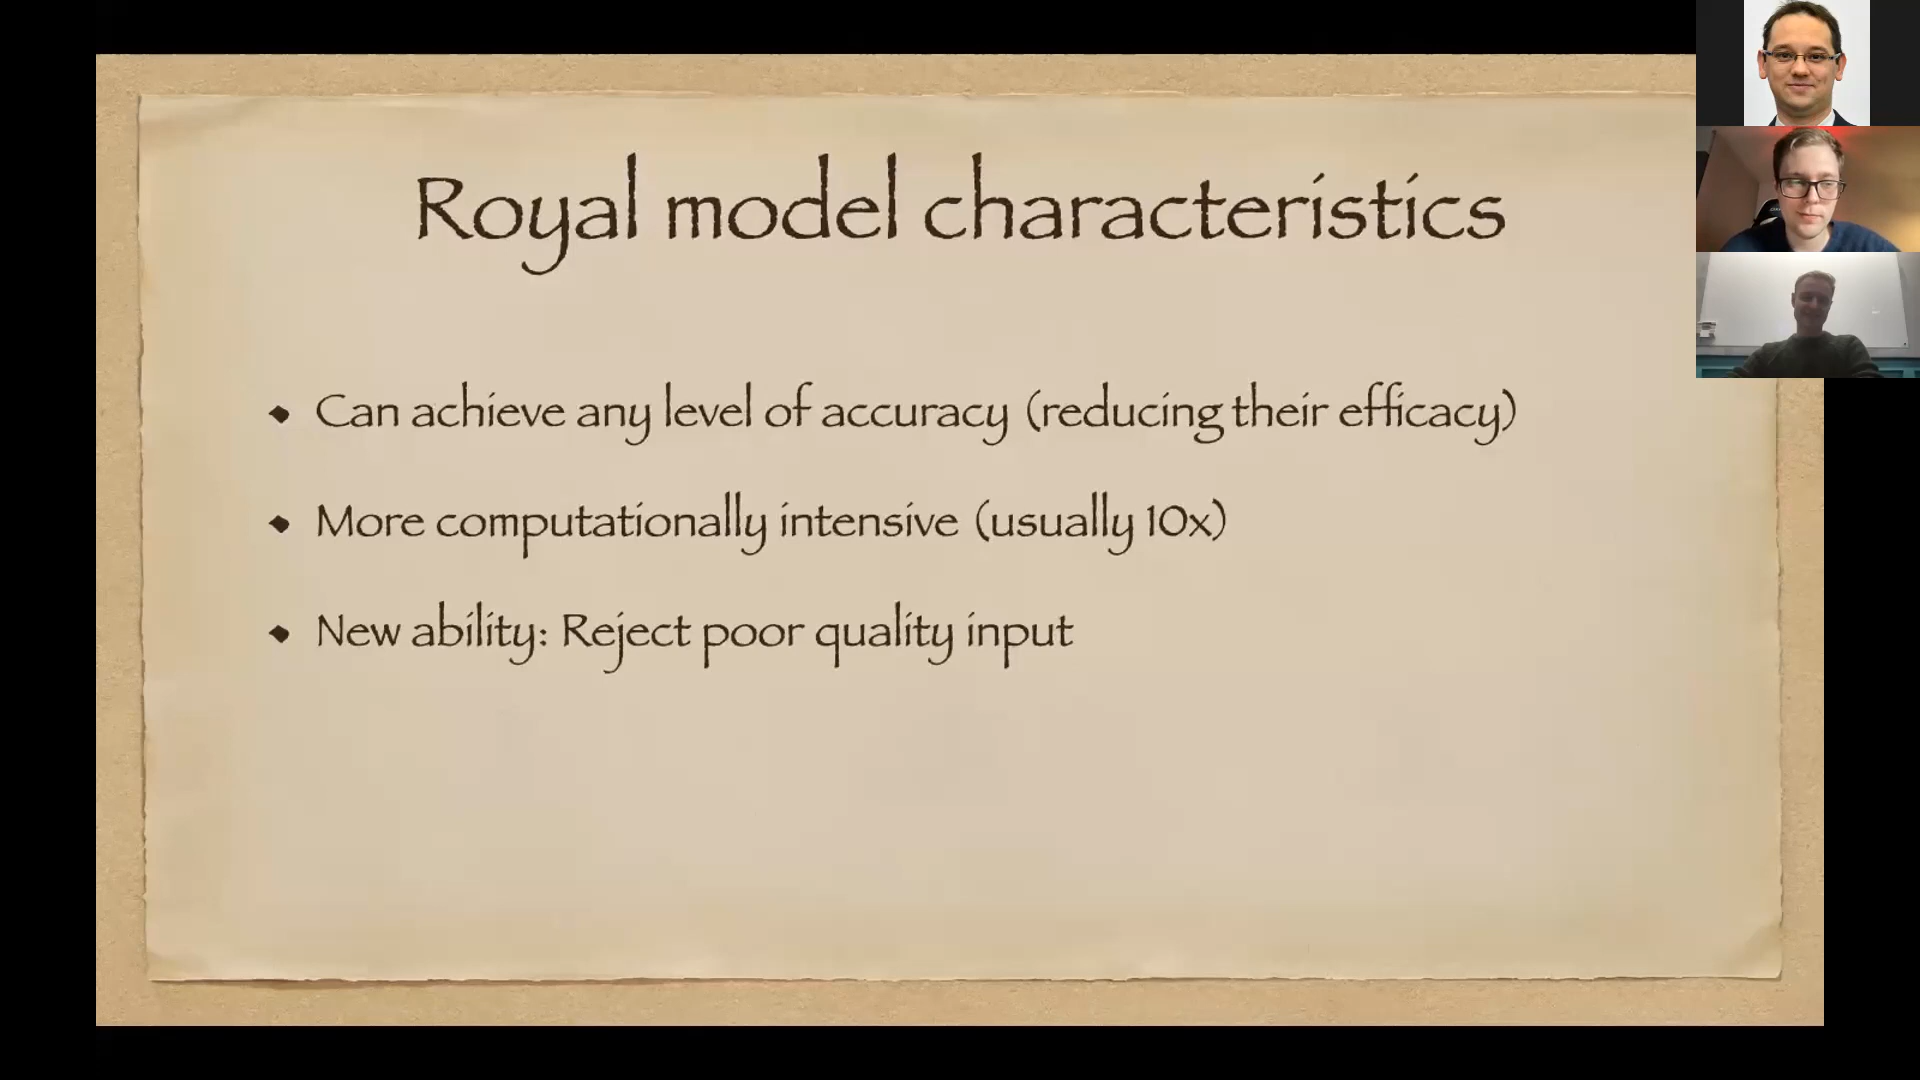 Royal model characteristics
Can achieve any level of accuracy (reducing their efficacy)
More computationally intensive (usually 10x)
New ability: Reject poor quality input